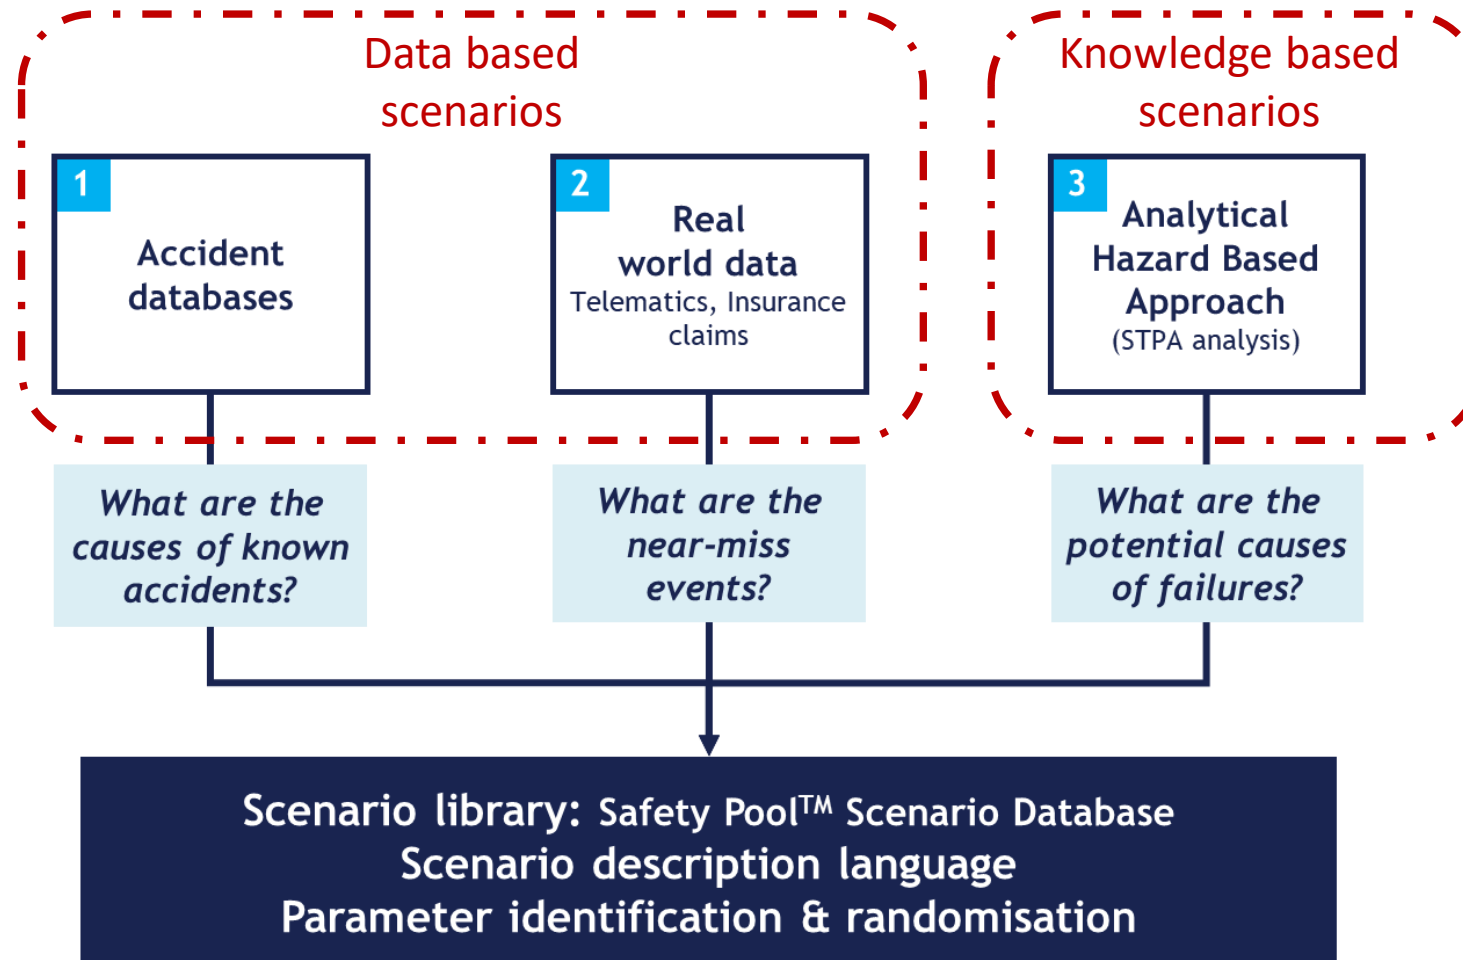 Data based
scenarios
Knowledge based
scenarios
1
Accident
databases
2
Real
world data
Telematics, Insurance
claims
3
Analytical
Hazard Based
Approach
(STPA analysis)
What are the
causes of known
accidents?
What are the
near-miss
events?
What are the
potential causes
of failures?
Scenario library: Safety Pool™ Scenario Database
Scenario description language
Parameter identification & randomisation